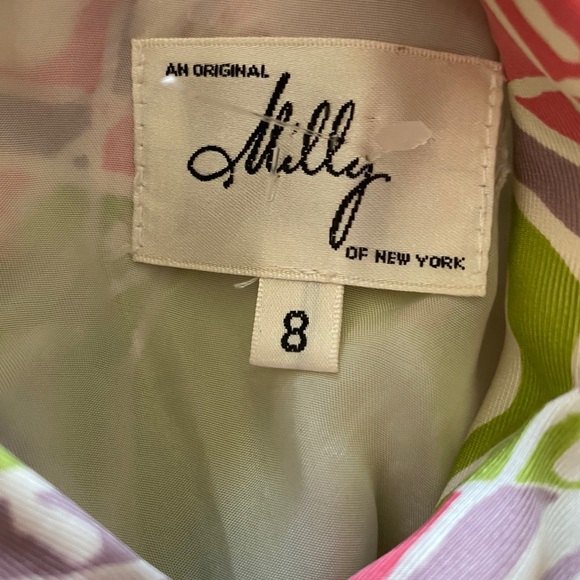 AN ORIGINAL
Milly
OF NEW YORK
8